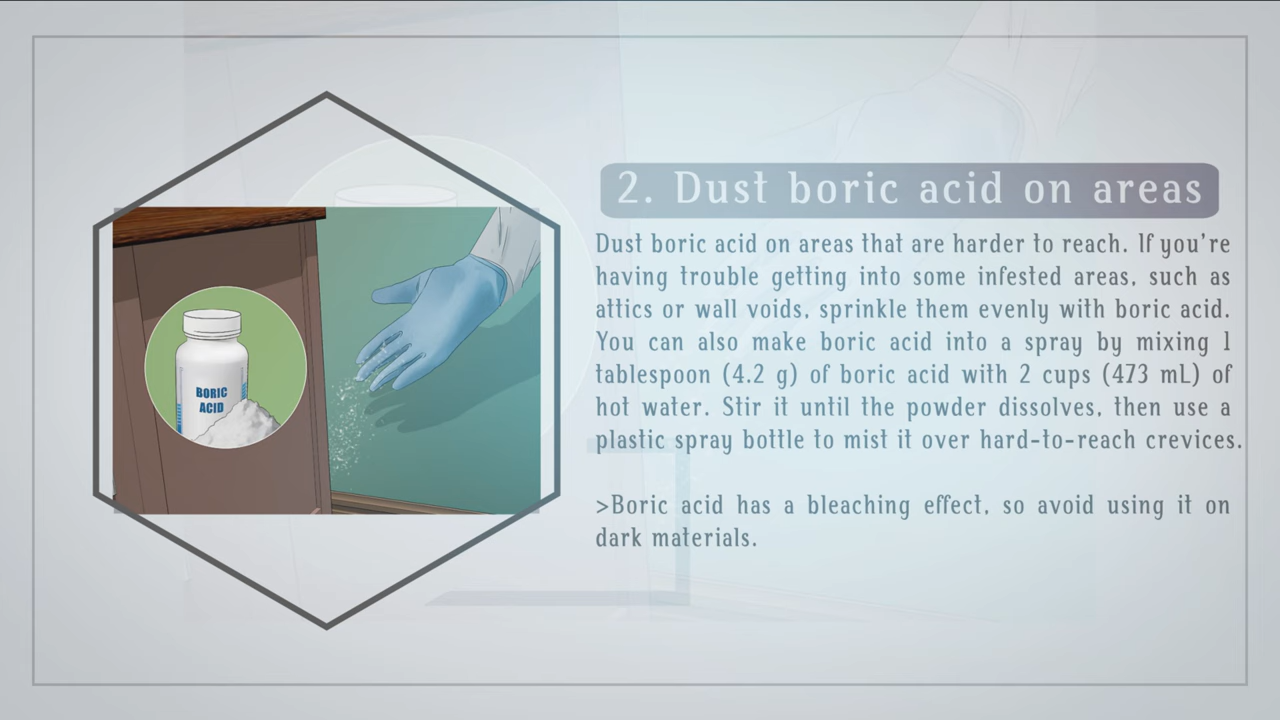 2. Dust boric acid on areas
Dust boric acid on areas that are harder to reach. If you're
having trouble getting into some infested areas, such as
attics or wall voids, sprinkle them evenly with boric acid.
You can also make boric acid into a spray by mixing 1
tablespoon (4.2 g) of boric acid with 2 cups (473 mL) of
hot water. Stir it until the powder dissolves, then use a
plastic spray bottle to mist it over hard-to-reach crevices.
>Boric acid has a bleaching effect, so avoid using it on
dark materials.
BORIC
ACID